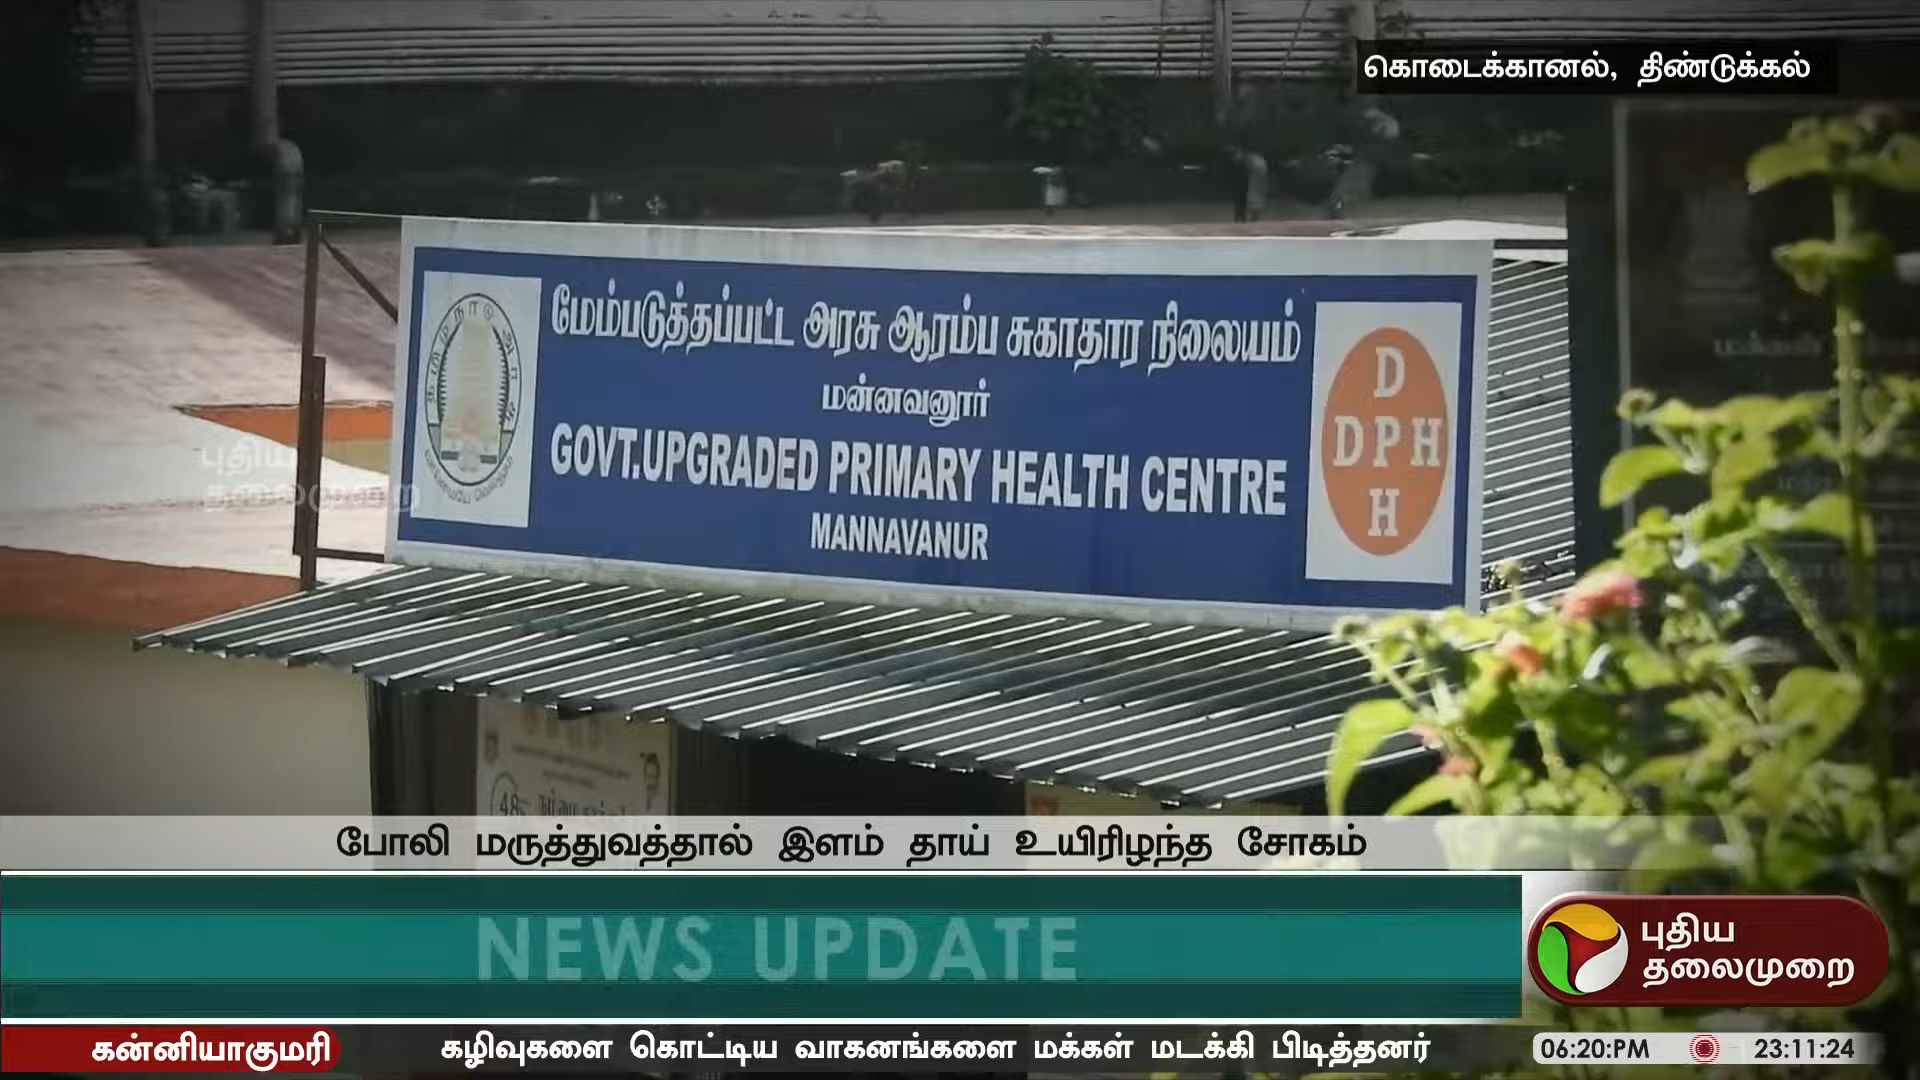 கொடைக்கானல், திண்டுக்கல்
மேம்படுத்தப்பட்ட அரசு ஆரம்ப சுகாதார நிலையம்
மன்னவனூர்
GOVT.UPGRADED PRIMARY HEALTH CENTRE
MANNAVANUR
D
DPH
H
புதிய
தலைமுறை
48
போலி மருத்துவத்தால் இளம் தாய் உயிரிழந்த சோகம்
NEWS UPDATE
புதிய
தலைமுறை
கன்னியாகுமரி
கழிவுகளை கொட்டிய வாகனங்களை மக்கள் மடக்கி பிடித்தனர்
06:20:PM
23:11:24